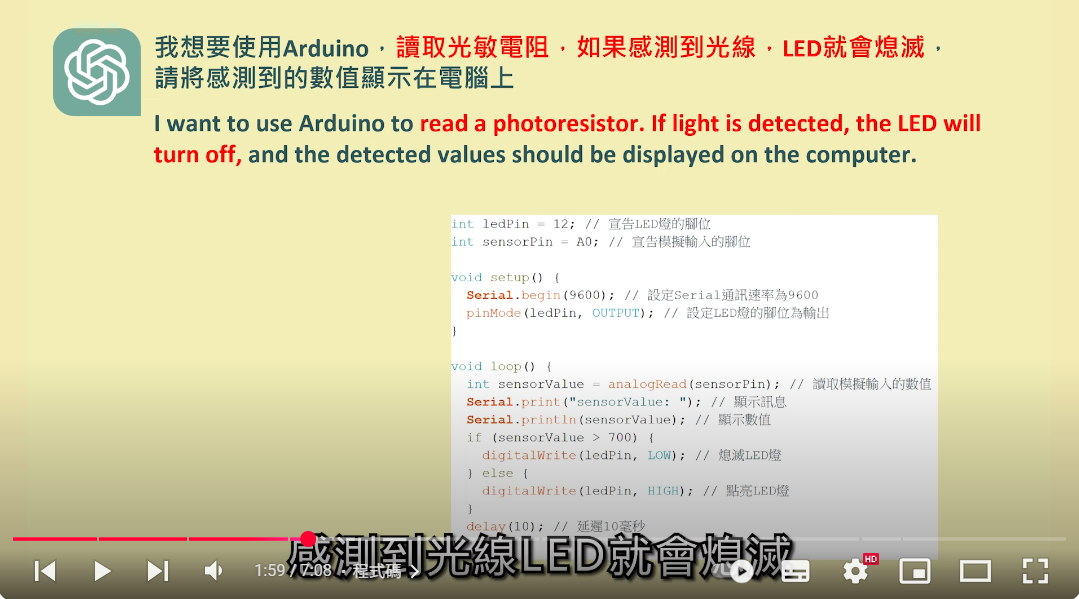 我想要使用Arduino，讀取光敏電阻，如果感測到光線，LED就會熄滅，
請將感測到的數值顯示在電腦上
I want to use Arduino to read a photoresistor. If light is detected, the LED will
turn off, and the detected values should be displayed on the computer.
int ledPin = 12; // 宣告LED燈的腳位
int sensorPin = A0; // 宣告模擬輸入的腳位
void setup() {
Serial.begin(9600); // 設定Serial通訊速率為9600
pinMode(ledPin, OUTPUT); // 設定LED燈的腳位為輸出
}
void loop() {
int sensorValue = analogRead(sensorPin); // 讀取模擬輸入的數值
Serial.print("sensorValue: "); // 顯示訊息
Serial.println(sensorValue); // 顯示數值
if (sensorValue > 700) {
digitalWrite(ledPin, LOW); // 熄滅LED燈
} else {
digitalWrite(ledPin, HIGH); // 點亮LED燈
}
delay(10); // 延遲10毫秒
感測到光線LED就會熄滅
1:59 / 7:08 • 程式碼 >
HD